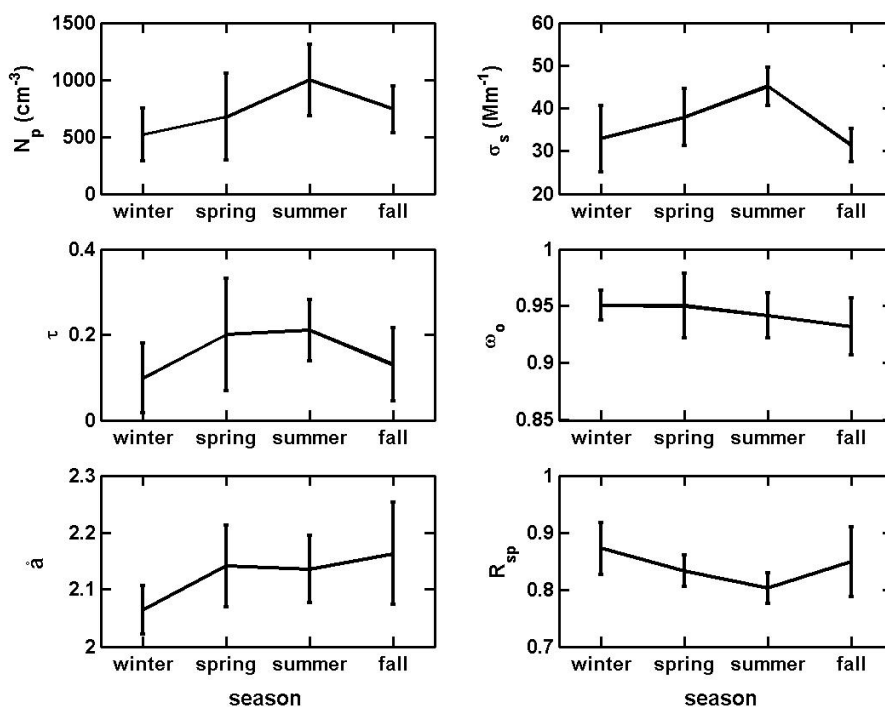 N_p (cm^-3)
1500
1000
500
0
winter spring summer fall
σ_s (Mm^-1)
60
50
40
30
20
winter spring summer fall
τ
0.4
0.2
0
winter spring summer fall
ω_o
1
0.95
0.9
0.85
winter spring summer fall
å
2.3
2.2
2.1
2
winter spring summer fall
season
R_sp
1
0.9
0.8
0.7
winter spring summer fall
season